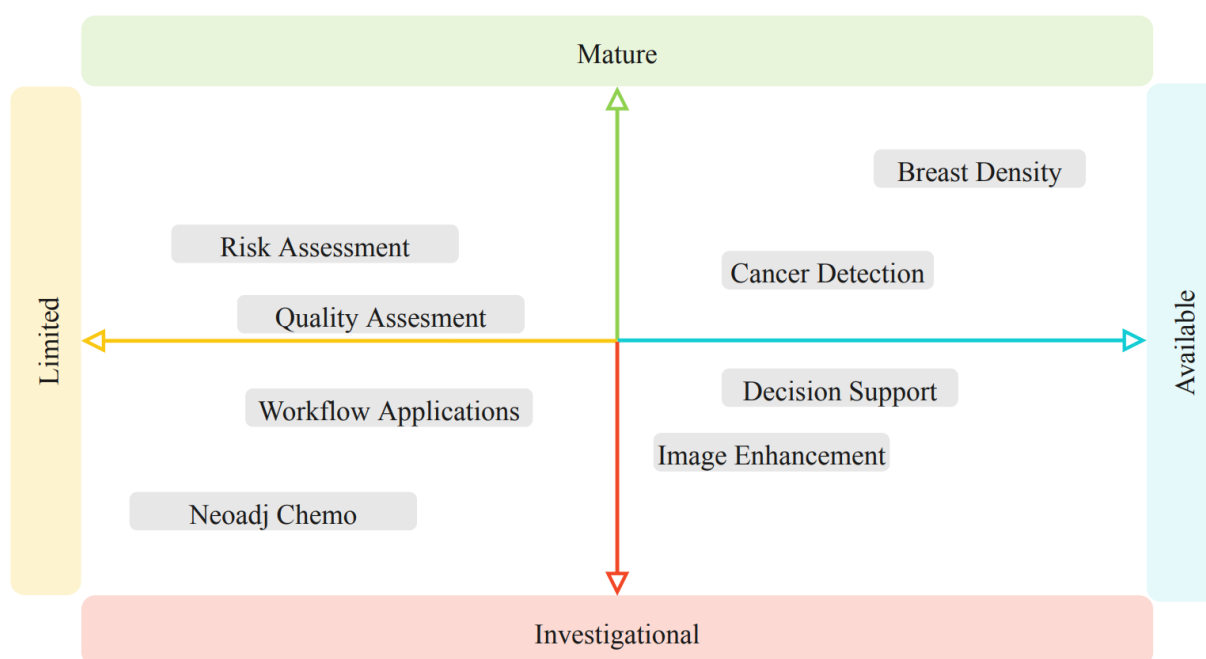 Mature
Breast Density
Risk Assessment
Cancer Detection
Quality Assesment
Limited
Available
Decision Support
Workflow Applications
Image Enhancement
Neoadj Chemo
Investigational